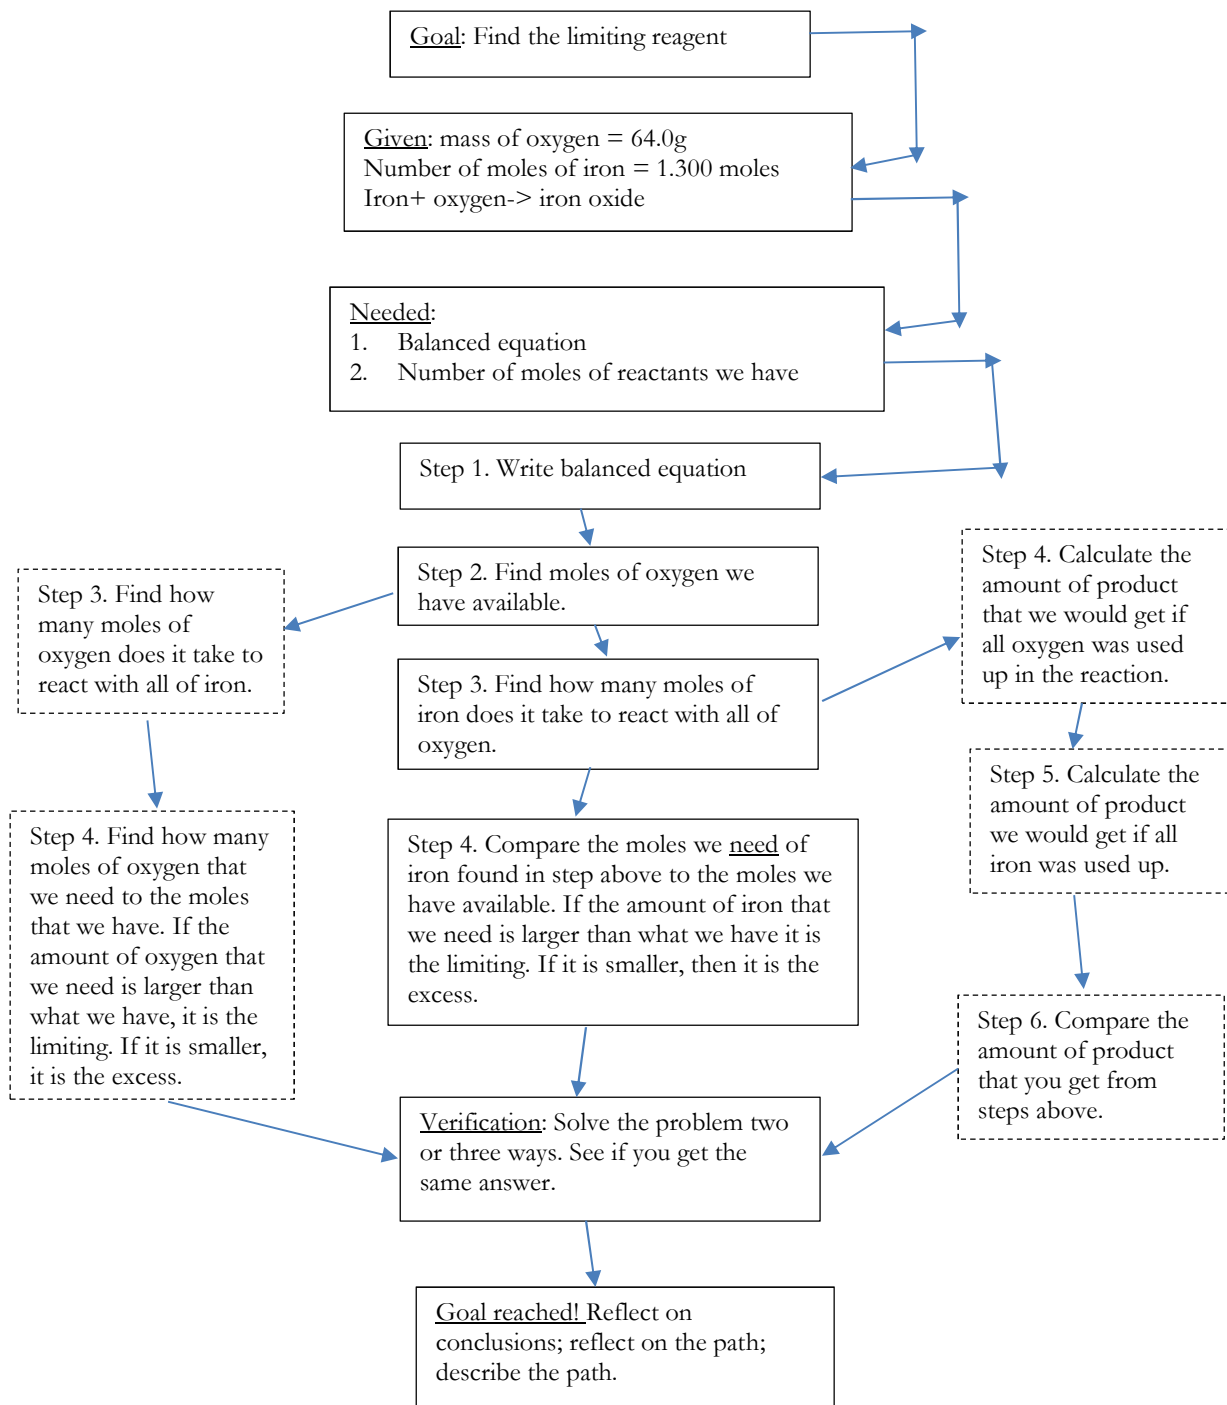 Goal: Find the limiting reagent
Given: mass of oxygen = 64.0g
Number of moles of iron = 1.300 moles
Iron+ oxygen-> iron oxide
Needed:
1. Balanced equation
2. Number of moles of reactants we have
Step 1. Write balanced equation
Step 2. Find moles of oxygen we
have available.
Step 3. Find how
many moles of
oxygen does it take to
react with all of iron.
Step 3. Find how many moles of
iron does it take to react with all of
oxygen.
Step 4. Calculate the
amount of product
that we would get if
all oxygen was used
up in the reaction.
Step 5. Calculate the
amount of product
we would get if all
iron was used up.
Step 4. Find how many
moles of oxygen that
we need to the moles
that we have. If the
amount of oxygen that
we need is larger than
what we have, it is the
limiting. If it is smaller,
it is the excess.
Step 4. Compare the moles we need of
iron found in step above to the moles we
have available. If the amount of iron that
we need is larger than what we have it is
the limiting. If it is smaller, then it is the
excess.
Step 6. Compare the
amount of product
that you get from
steps above.
Verification: Solve the problem two
or three ways. See if you get the
same answer.
Goal reached! Reflect on
conclusions; reflect on the path;
describe the path.